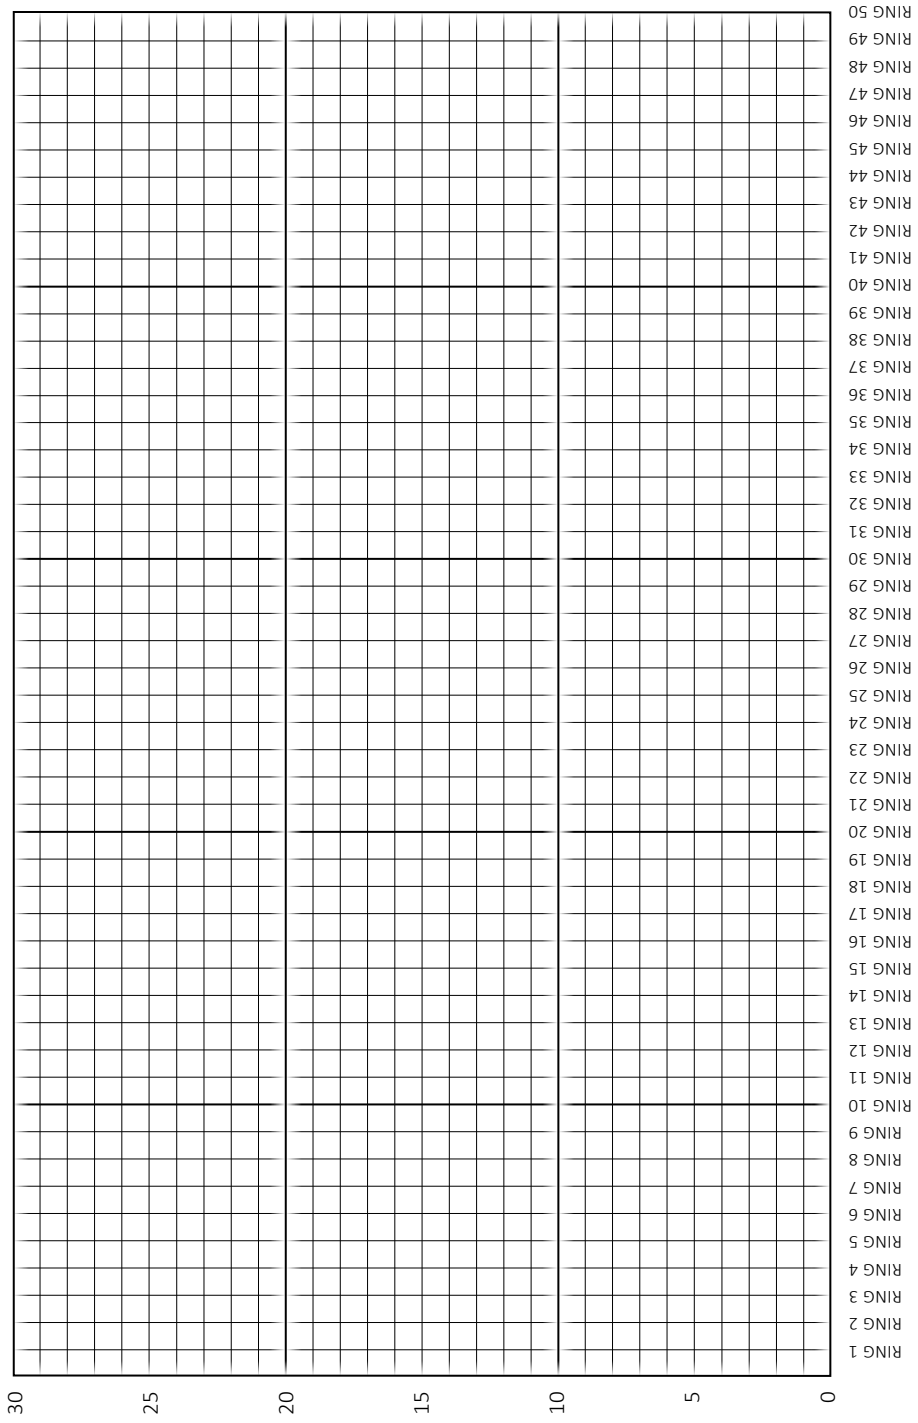 RING 50
RING 49
RING 48
RING 47
RING 46
RING 45
RING 44
RING 43
RING 42
RING 41
RING 40
RING 39
RING 38
RING 37
RING 36
RING 35
RING 34
RING 33
RING 32
RING 31
RING 30
RING 29
RING 28
RING 27
RING 26
RING 25
RING 24
RING 23
RING 22
RING 21
RING 20
RING 19
RING 18
RING 17
RING 16
RING 15
RING 14
RING 13
RING 12
RING 11
RING 10
RING 9
RING 8
RING 7
RING 6
RING 5
RING 4
RING 3
RING 2
RING 1
30
25
20
15
10
5
0